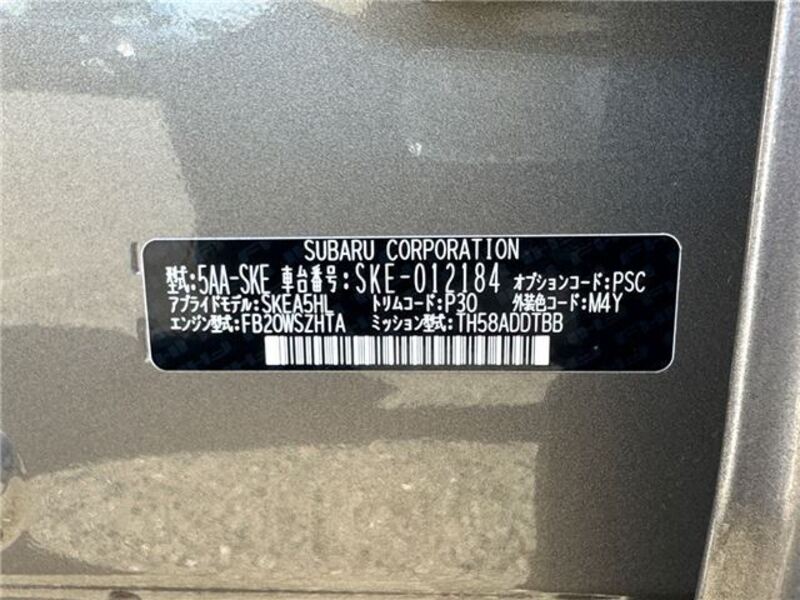 SUBARU CORPORATION
型式:5AA-SKE 車台番号:SKE-012184 オプションコード:PSC
アプライドモデル:SKEA5HL トリムコード:P30 外装色コード:M4Y
エンジン型式:FB20WSZHTA ミッション型式:TH58ADDTBB